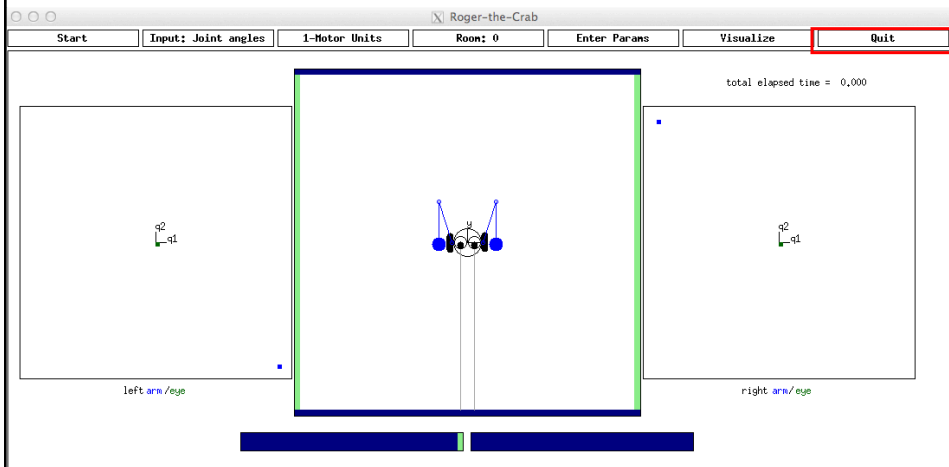 Roger-the-Crab
Start Input: Joint angles 1-Motor Units Room: 0 Enter Params Visualize Quit
total elapsed time = 0.000
q2
q1
y
q2
q1
left arm/eye
right arm/eye